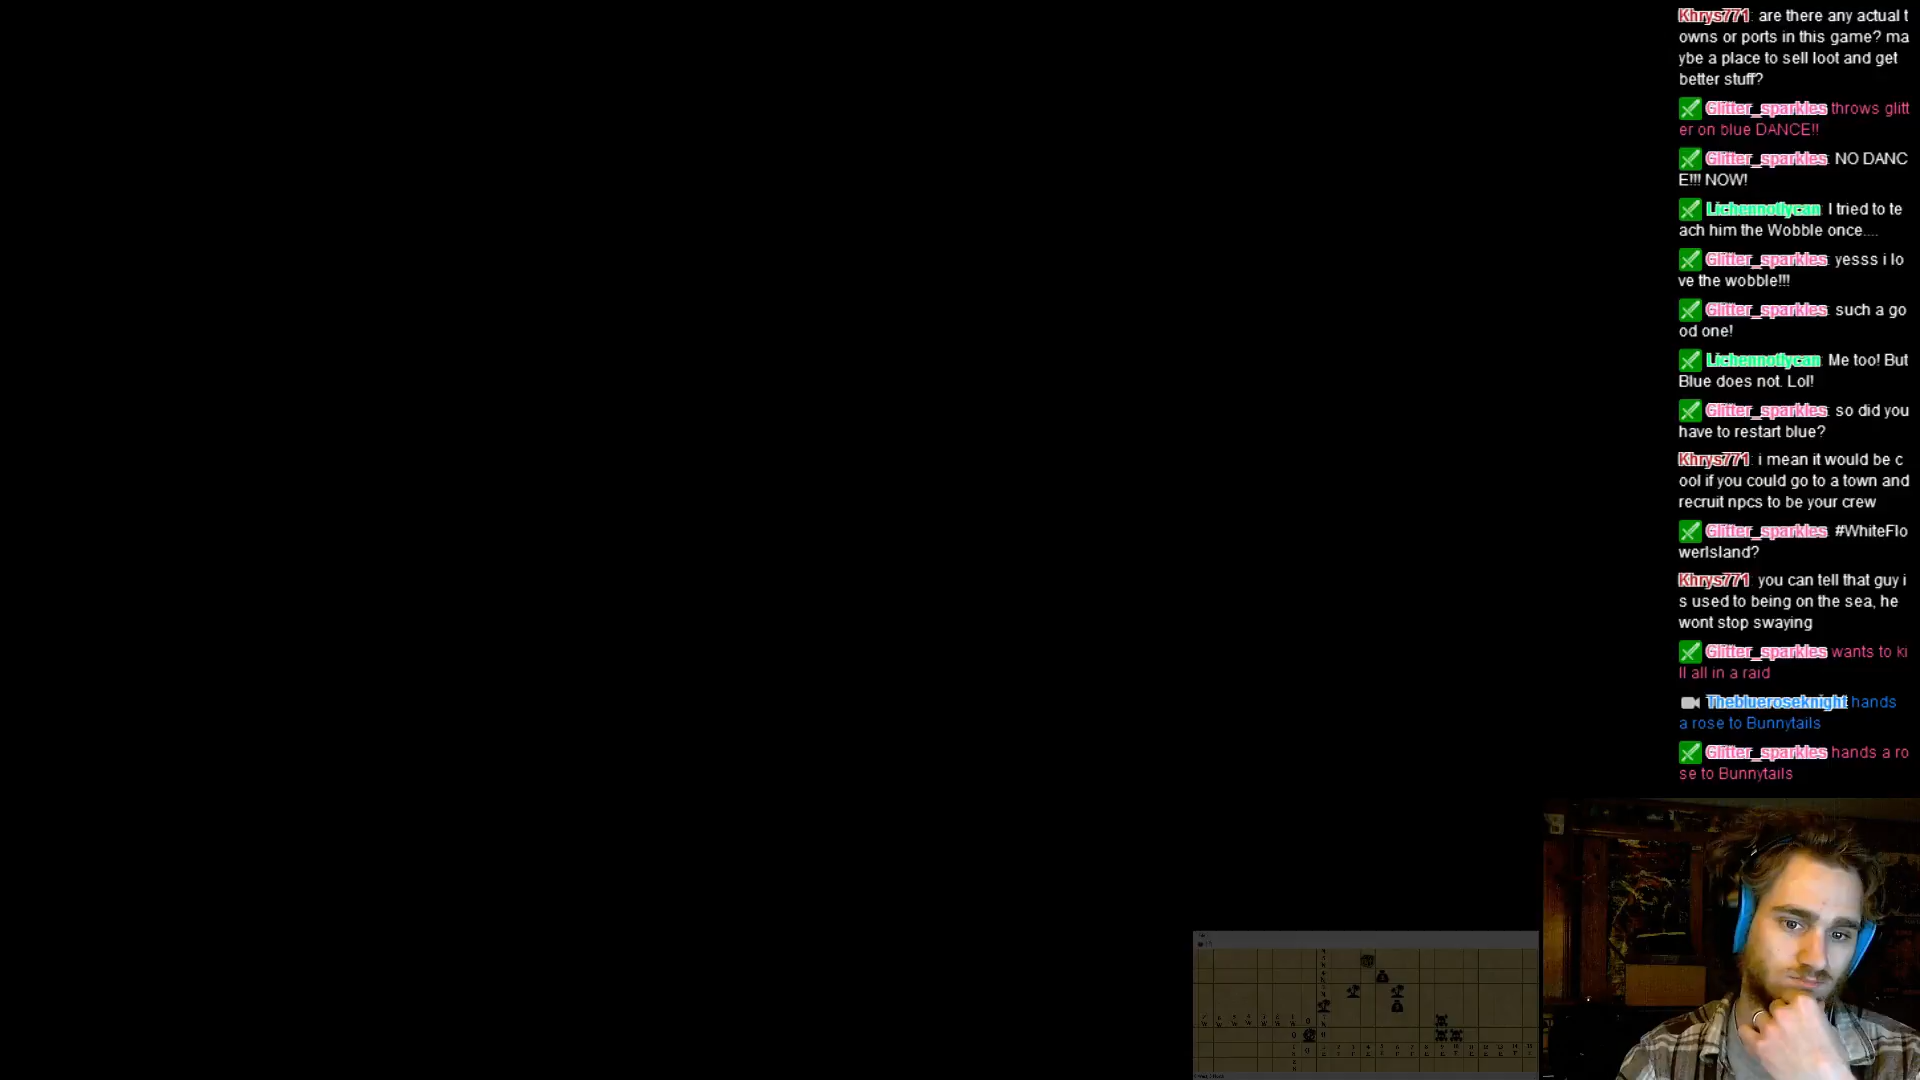 Khrys771: are there any actual t
owns or ports in this game? ma
ybe a place to sell loot and get
better stuff?
Glitter_sparkles throws glitt
er on blue DANCE!!
Glitter_sparkles: NO DANC
E!!! NOW!
Lichennotlycan: I tried to te
ach him the Wobble once....
Glitter_sparkles: yesss i lo
ve the wobble!!!
Glitter_sparkles: such a go
od one!
Lichennotlycan: Me too! But
Blue does not. Lol!
Glitter_sparkles: so did you
have to restart blue?
Khrys771: i mean it would be c
ool if you could go to a town and
recruit npcs to be your crew
Glitter_sparkles: #WhiteFlo
werIsland?
Khrys771: you can tell that guy i
s used to being on the sea, he
wont stop swaying
Glitter_sparkles wants to ki
ll all in a raid
Theblueroseknight hands
a rose to Bunnytails
Glitter_sparkles hands a ro
se to Bunnytails